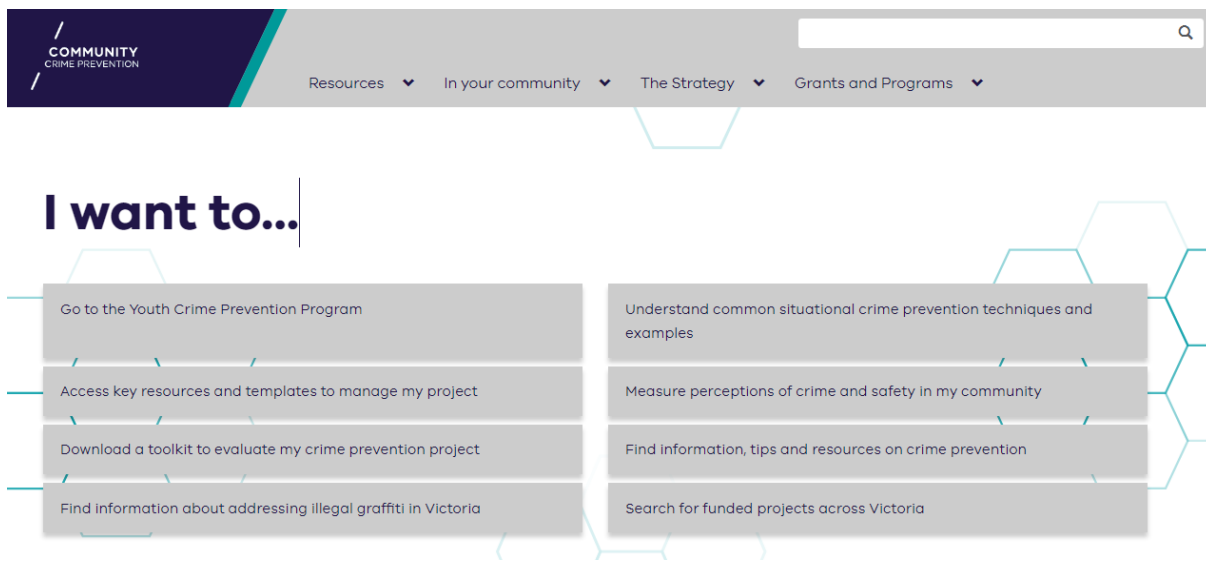 COMMUNITY
CRIME PREVENTION
Resources
In your community
The Strategy
Grants and Programs
I want to...
Go to the Youth Crime Prevention Program
Understand common situational crime prevention techniques and
examples
Access key resources and templates to manage my project
Measure perceptions of crime and safety in my community
Download a toolkit to evaluate my crime prevention project
Find information, tips and resources on crime prevention
Find information about addressing illegal graffiti in Victoria
Search for funded projects across Victoria